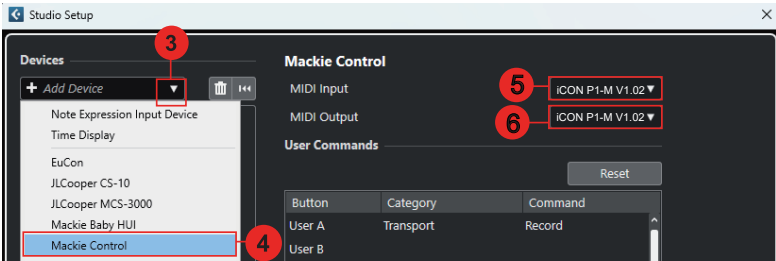 Studio Setup
3
Devices
Add Device
Note Expression Input Device
Time Display
EuCon
JLCooper CS-10
JLCooper MCS-3000
Mackie Baby HUI
Mackie Control
4
Mackie Control
MIDI Input
5
iCON P1-M V1.02
MIDI Output
6
iCON P1-M V1.02
User Commands
Reset
Button Category Command
User A Transport Record
User B